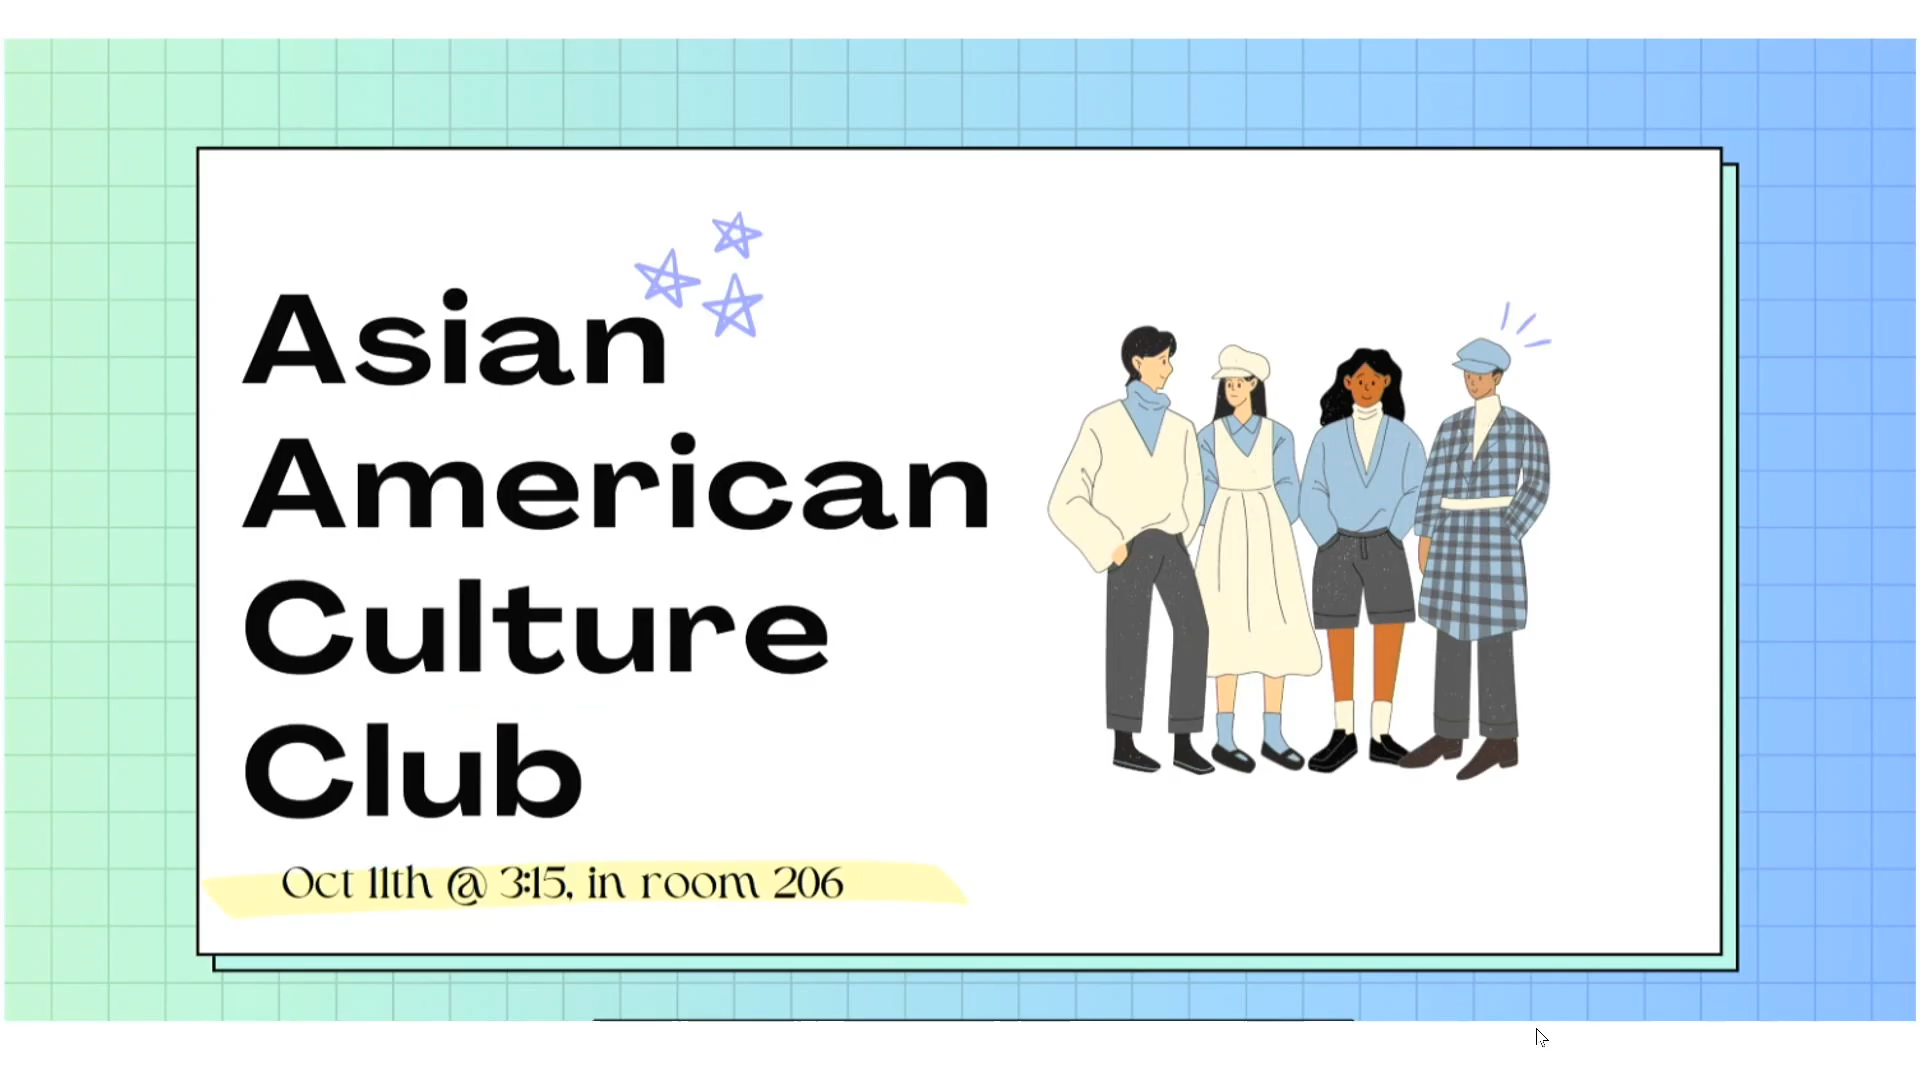 Asian
American
Culture
Club
Oct 11th @ 3:15, in room 206